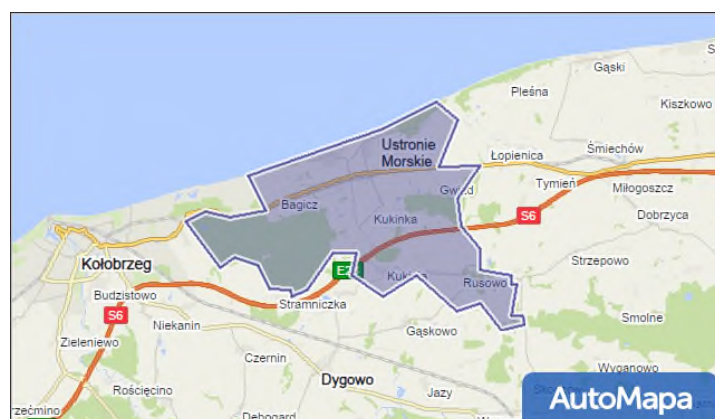 Gąski
Pleśna
Kiszkowo
Ustronie
Morskie
Łopienica
Śmiechów
Gwizd
Tymień
Miłogoszcz
Bagicz
Kukinka
S6
Dobrzyca
Kołobrzeg
Strzepowo
Rusowo
Budzistowo
Stramniczka
S6
Niekanin
Gąskowo
Smolne
Zieleniewo
Czernin
Wyganowo
Dygowo
Rościęcino
Jazy
AutoMapa